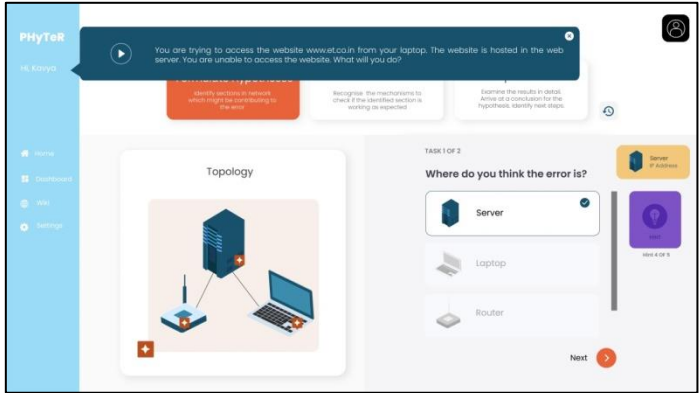 PHyTeR
Hi, Kavya
You are trying to access the website www.et.co.in from your laptop. The website is hosted in the web
server. You are unable to access the website. What will you do?
Formulate Hypotheses
Identify sections in network
which might be contributing to
the error
Recognise the mechanisms to
check if the identified section is
working as expected
Examine the results in detail.
Arrive at a conclusion for the
hypothesis. Identify next steps.
Home
Dashboard
Wiki
Settings
Topology
TASK 1 OF 2
Where do you think the error is?
Server
Laptop
Router
Next
Server
IP Address
Hint
Hint 4 OF 5